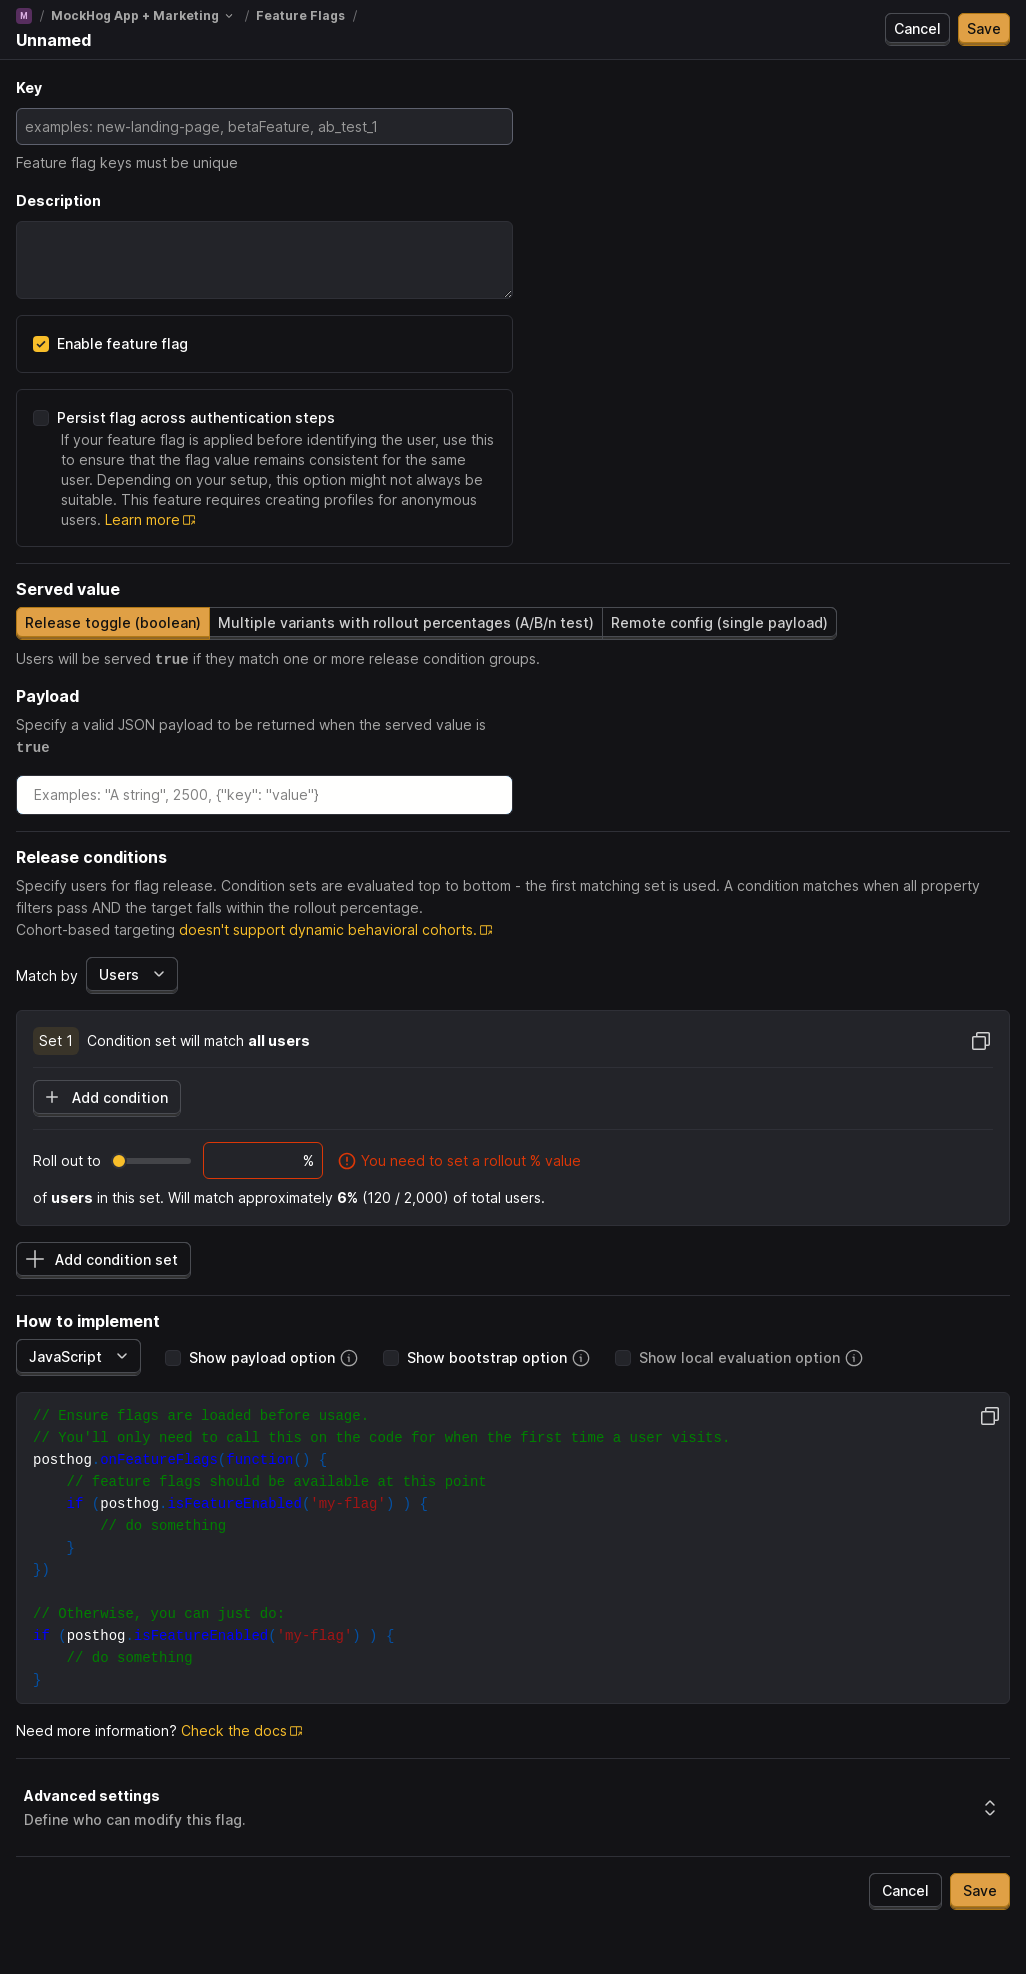 M / MockHog App + Marketing / Feature Flags /
Unnamed
Cancel
Save
Key
examples: new-landing-page, betaFeature, ab_test_1
Feature flag keys must be unique
Description
Enable feature flag
Persist flag across authentication steps
If your feature flag is applied before identifying the user, use this
to ensure that the flag value remains consistent for the same
user. Depending on your setup, this option might not always be
suitable. This feature requires creating profiles for anonymous
users. Learn more
Served value
Release toggle (boolean)
Multiple variants with rollout percentages (A/B/n test)
Remote config (single payload)
Users will be served true if they match one or more release condition groups.
Payload
Specify a valid JSON payload to be returned when the served value is
true
Examples: "A string", 2500, {"key": "value"}
Release conditions
Specify users for flag release. Condition sets are evaluated top to bottom - the first matching set is used. A condition matches when all property
filters pass AND the target falls within the rollout percentage.
Cohort-based targeting doesn't support dynamic behavioral cohorts.
Match by Users
Set 1 Condition set will match all users
Add condition
Roll out to % You need to set a rollout % value
of users in this set. Will match approximately 6% (120 / 2,000) of total users.
Add condition set
How to implement
JavaScript
Show payload option
Show bootstrap option
Show local evaluation option
// Ensure flags are loaded before usage.
// You'll only need to call this on the code for when the first time a user visits.
posthog.onFeatureFlags(function() {
    // feature flags should be available at this point
    if (posthog.isFeatureEnabled('my-flag') ) {
        // do something
    }
})
// Otherwise, you can just do:
if (posthog.isFeatureEnabled('my-flag') ) {
    // do something
}
Need more information? Check the docs
Advanced settings
Define who can modify this flag.
Cancel
Save